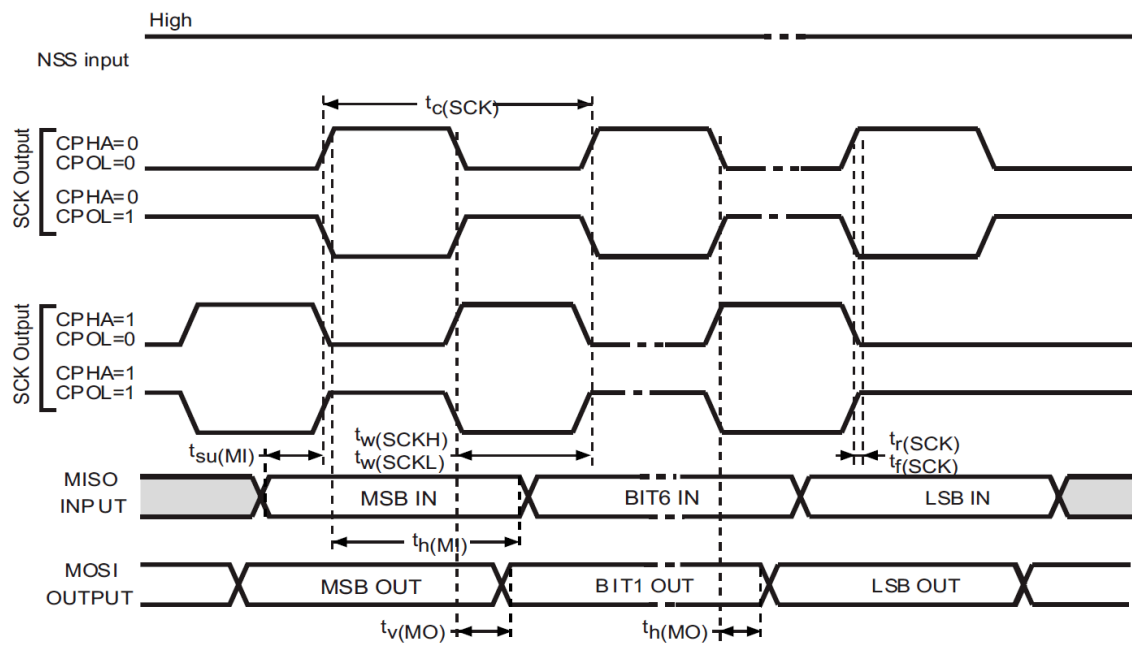 High
NSS input
tc(SCK)
SCK Output
CPHA=0
CPOL=0
CPHA=0
CPOL=1
SCK Output
CPHA=1
CPOL=0
CPHA=1
CPOL=1
tsu(MI)
tw(SCKH)
tw(SCKL)
tr(SCK)
tf(SCK)
MISO
INPUT
MSB IN
BIT6 IN
LSB IN
th(MI)
MOSI
OUTPUT
MSB OUT
BIT1 OUT
LSB OUT
tv(MO)
th(MO)